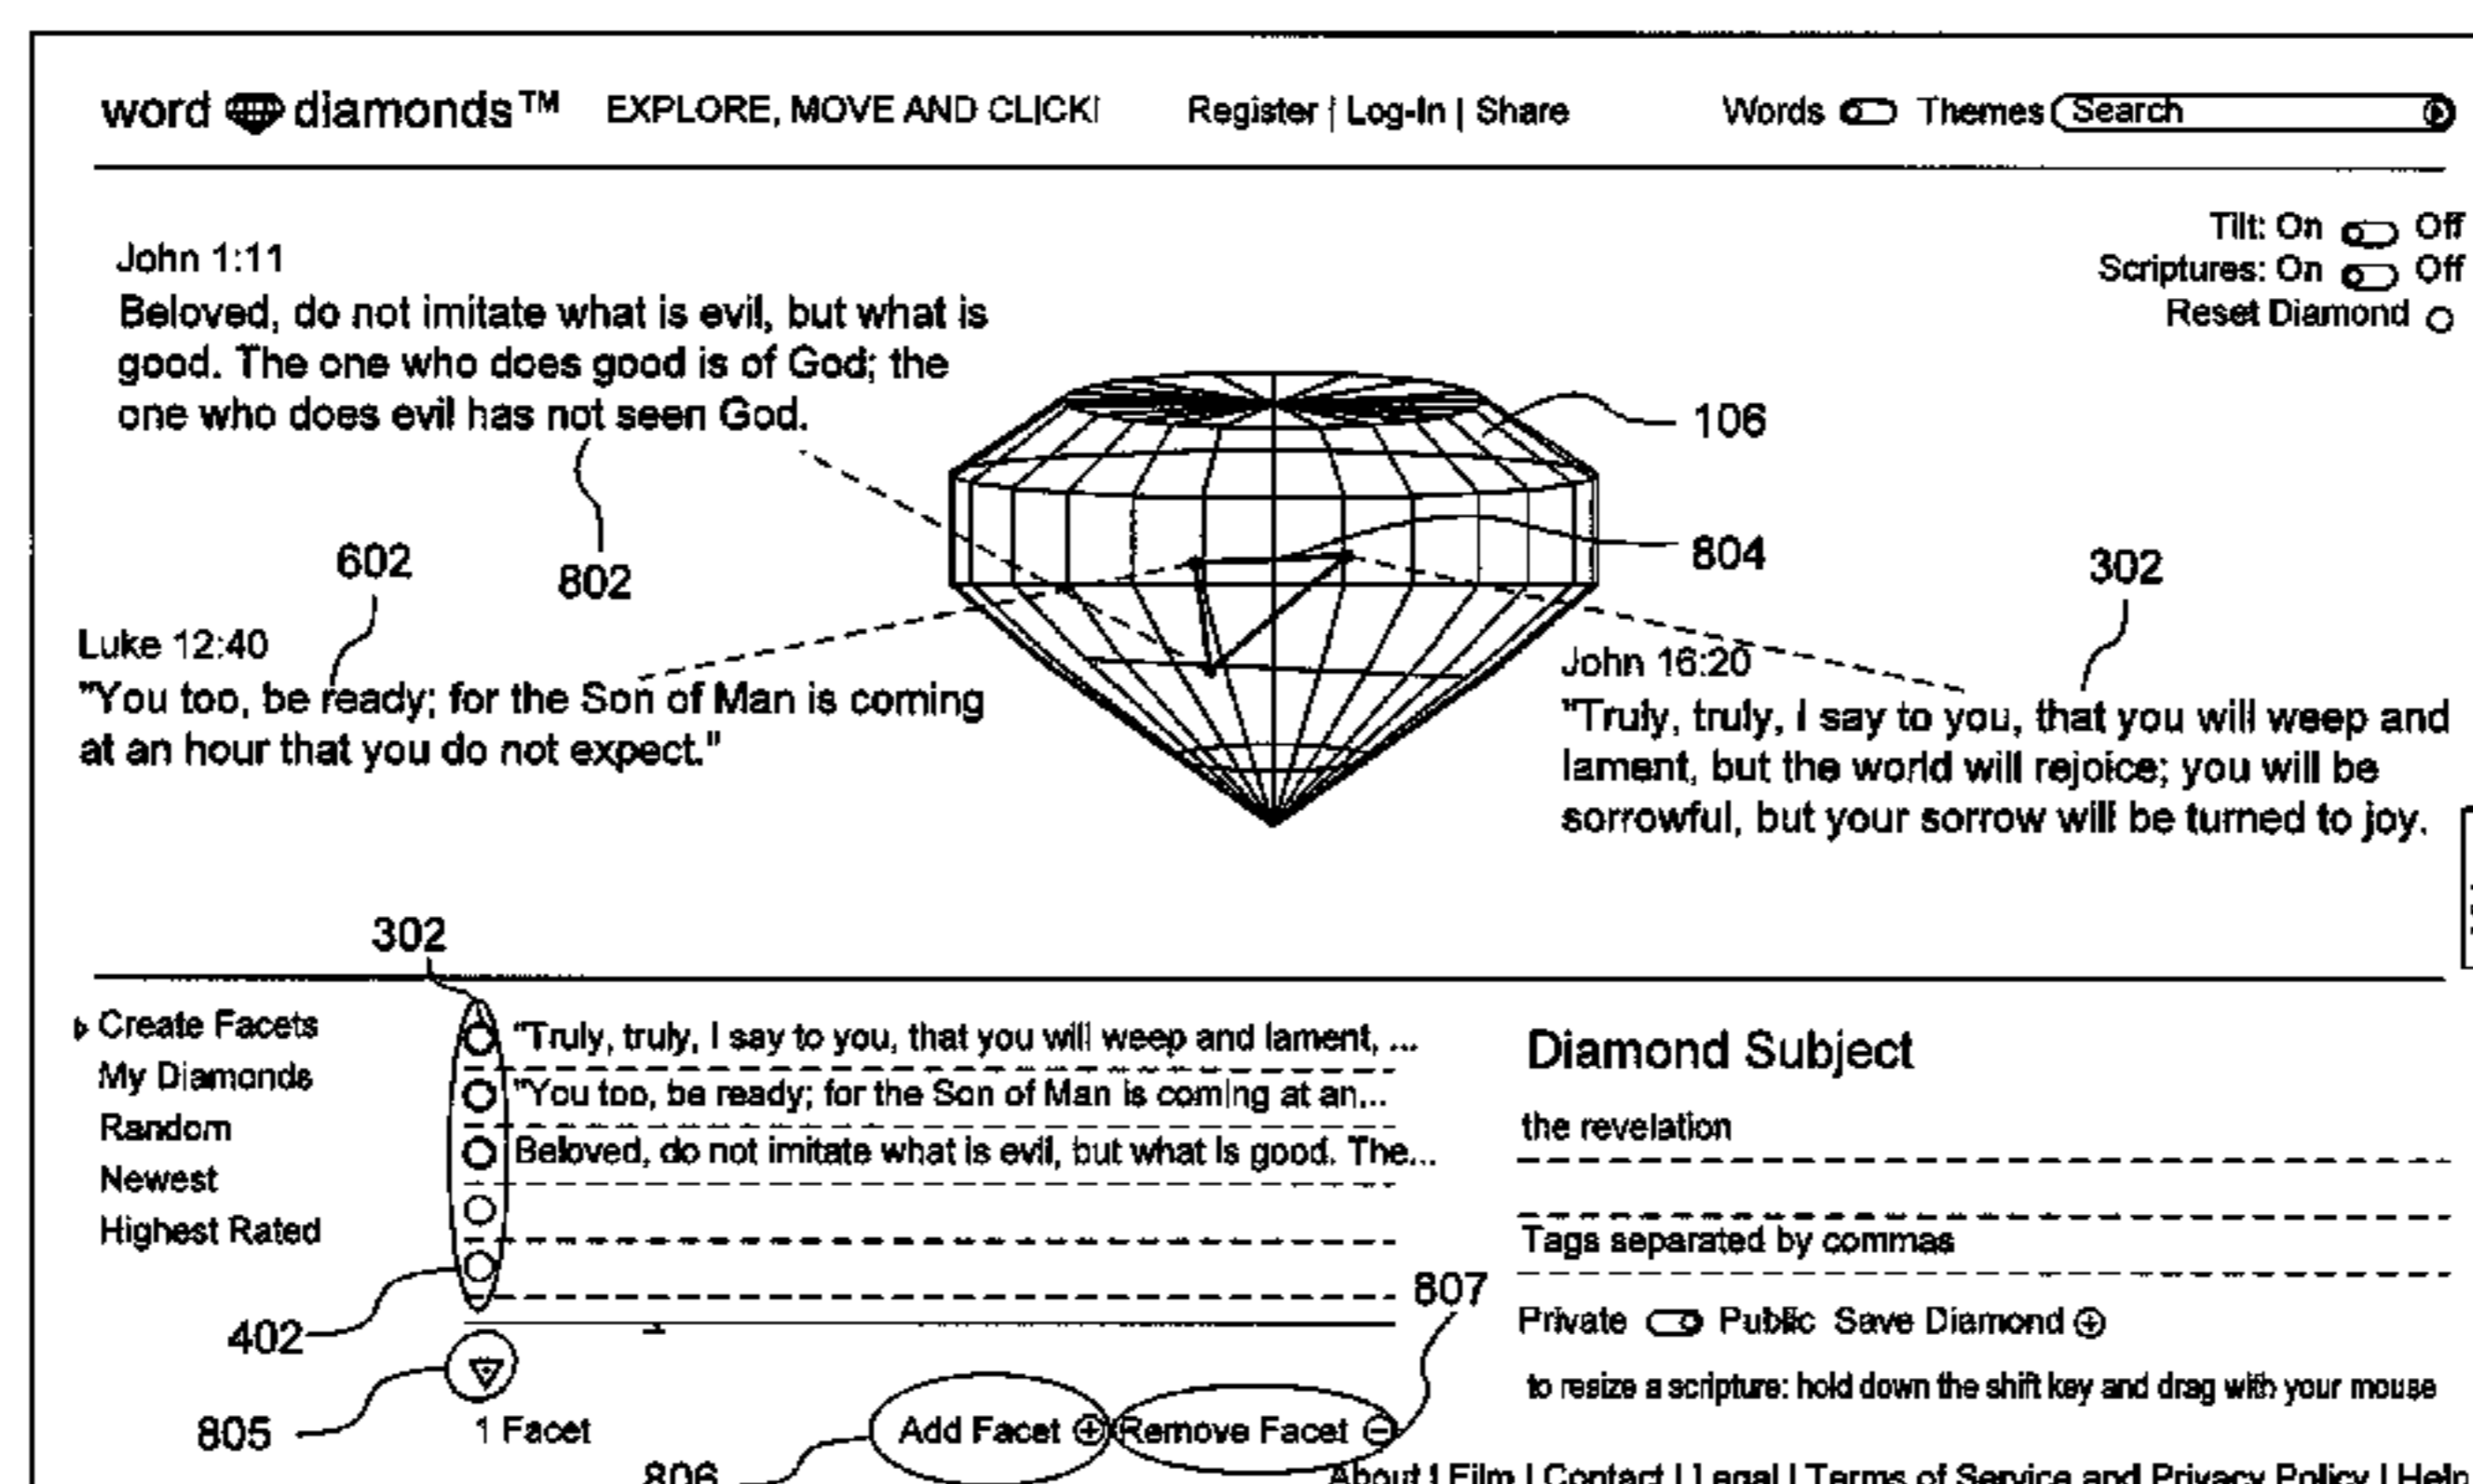 word diamonds™ EXPLORE, MOVE AND CLICK! Register | Log-In | Share Words Themes Search
Tilt: On Off
Scriptures: On Off
Reset Diamond
John 1:11
Beloved, do not imitate what is evil, but what is
good. The one who does good is of God; the
one who does evil has not seen God.
106
804
602
802
302
Luke 12:40
"You too, be ready; for the Son of Man is coming
at an hour that you do not expect."
John 16:20
"Truly, truly, I say to you, that you will weep and
lament, but the world will rejoice; you will be
sorrowful, but your sorrow will be turned to joy.
302
Create Facets
My Diamonds
Random
Newest
Highest Rated
"Truly, truly, I say to you, that you will weep and lament, ...
"You too, be ready; for the Son of Man is coming at an...
Beloved, do not imitate what is evil, but what is good. The...
402
805
1 Facet
Add Facet
Remove Facet
806
807
Diamond Subject
the revelation
Tags separated by commas
Private Public Save Diamond
to resize a scripture: hold down the shift key and drag with your mouse
About | Film | Contact | Legal | Terms of Service and Privacy Policy | Help